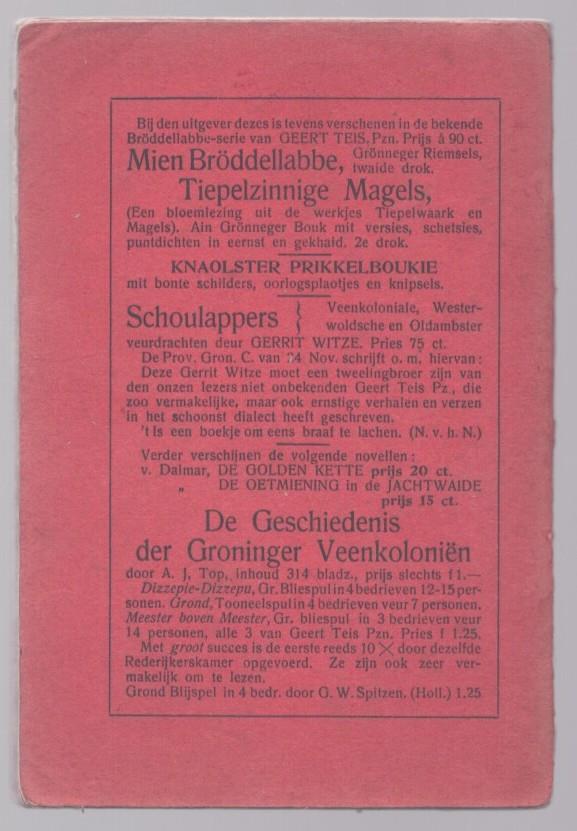 Bij den uitgever dezes is tevens verschenen in de bekende
Bröddellabbe-serie van GEERT TEIS, Pzn. Prijs à 90 ct.
Mien Bröddellabbe, Grönneger Riemsels,
twaide drok.
Tiepelzinnige Magels,
(Een bloemlezing uit de werkjes Tiepelwaark en
Magels). Ain Grönneger Bouk mit versies, schetsies,
puntdichten in eernst en gekhaid. 2e drok.
KNAOLSTER PRIKKELBOUKIE
mit bonte schilders, oorlogsplaotjes en knipsels.
Schoulappers } Veenkoloniale, Wester-
woldsche en Oldambster
veurdrachten deur GERRIT WITZE. Pries 75 ct.
De Prov. Gron. C. van 24 Nov. schrijft o. m. hiervan:
Deze Gerrit Witze moet een tweelingbroer zijn van
den onzen lezers niet onbekenden Geert Teis Pz., die
zoo vermakelijke, maar ook ernstige verhalen en verzen
in het schoonst dialect heeft geschreven.
't Is een boekje om eens braaf te lachen. (N. v. h. N.)
Verder verschijnen de volgende novellen:
v. Dalmar, DE GOLDEN KETTE prijs 20 ct.
„ DE OETMIENING in de JACHTWAIDE
prijs 15 ct.
De Geschiedenis
der Groninger Veenkoloniën
door A. J. Top, inhoud 314 bladz., prijs slechts f 1.—
Dizzepie-Dizzepu, Gr. Bliespul in 4 bedrieven 12-15 per-
sonen. Grond, Tooneelspul in 4 bedrieven veur 7 personen.
Meester boven Meester, Gr. bliespul in 3 bedrieven veur
14 personen, alle 3 van Geert Teis Pzn. Pries f 1.25.
Met groot succes is de eerste reeds 10 X door dezelfde
Rederijkerskamer opgevoerd. Ze zijn ook zeer ver-
makelijk om te lezen.
Grond Blijspel in 4 bedr. door G. W. Spitzen. (Holl.) 1.25